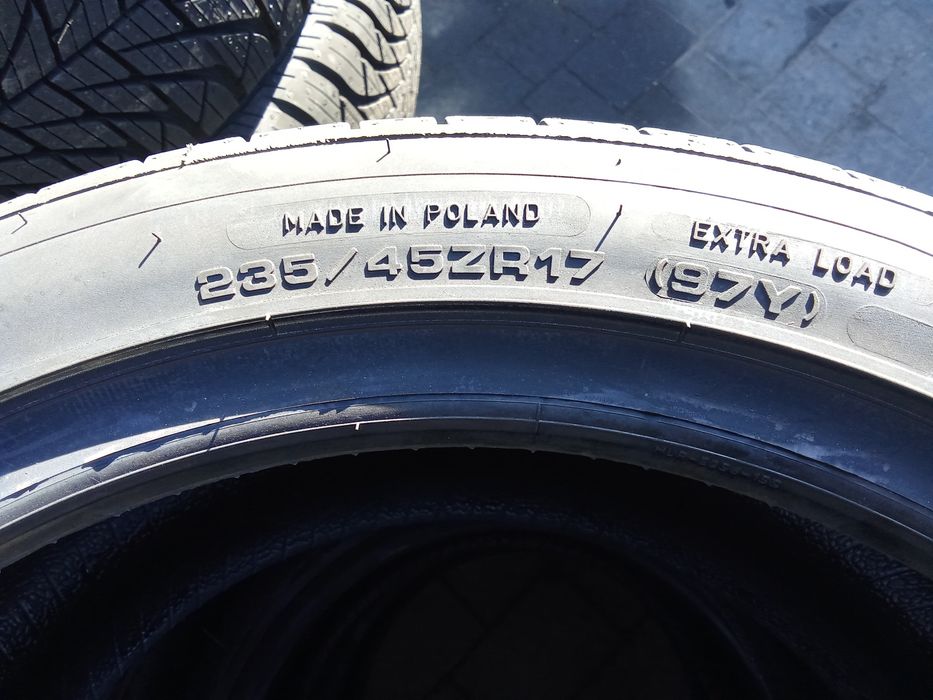 MADE IN POLAND
EXTRA LOAD
235/45ZR17 (97Y)